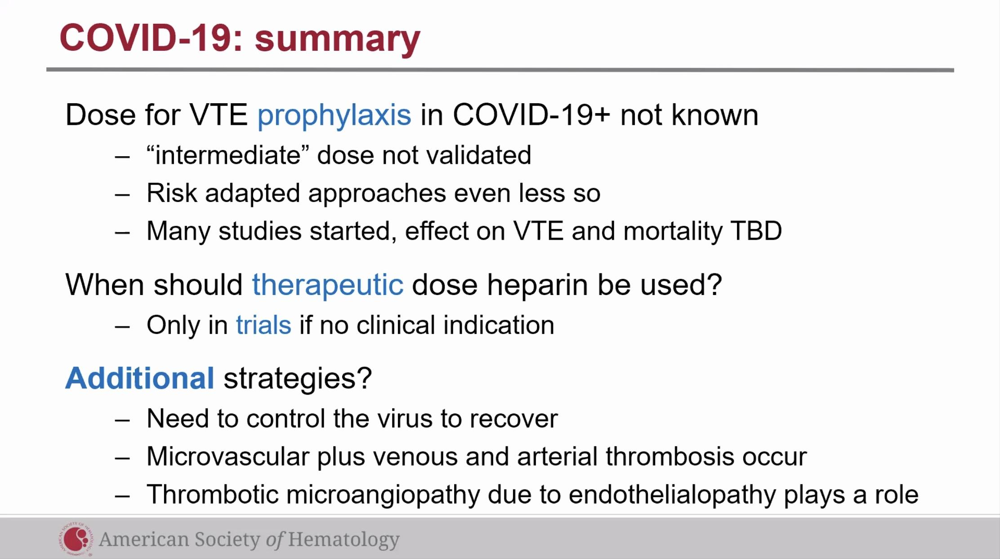 COVID-19: summary
Dose for VTE prophylaxis in COVID-19+ not known
– “intermediate” dose not validated
– Risk adapted approaches even less so
– Many studies started, effect on VTE and mortality TBD
When should therapeutic dose heparin be used?
– Only in trials if no clinical indication
Additional strategies?
– Need to control the virus to recover
– Microvascular plus venous and arterial thrombosis occur
– Thrombotic microangiopathy due to endothelialopathy plays a role
AMERICAN SOCIETY OF HEMATOLOGY
American Society of Hematology